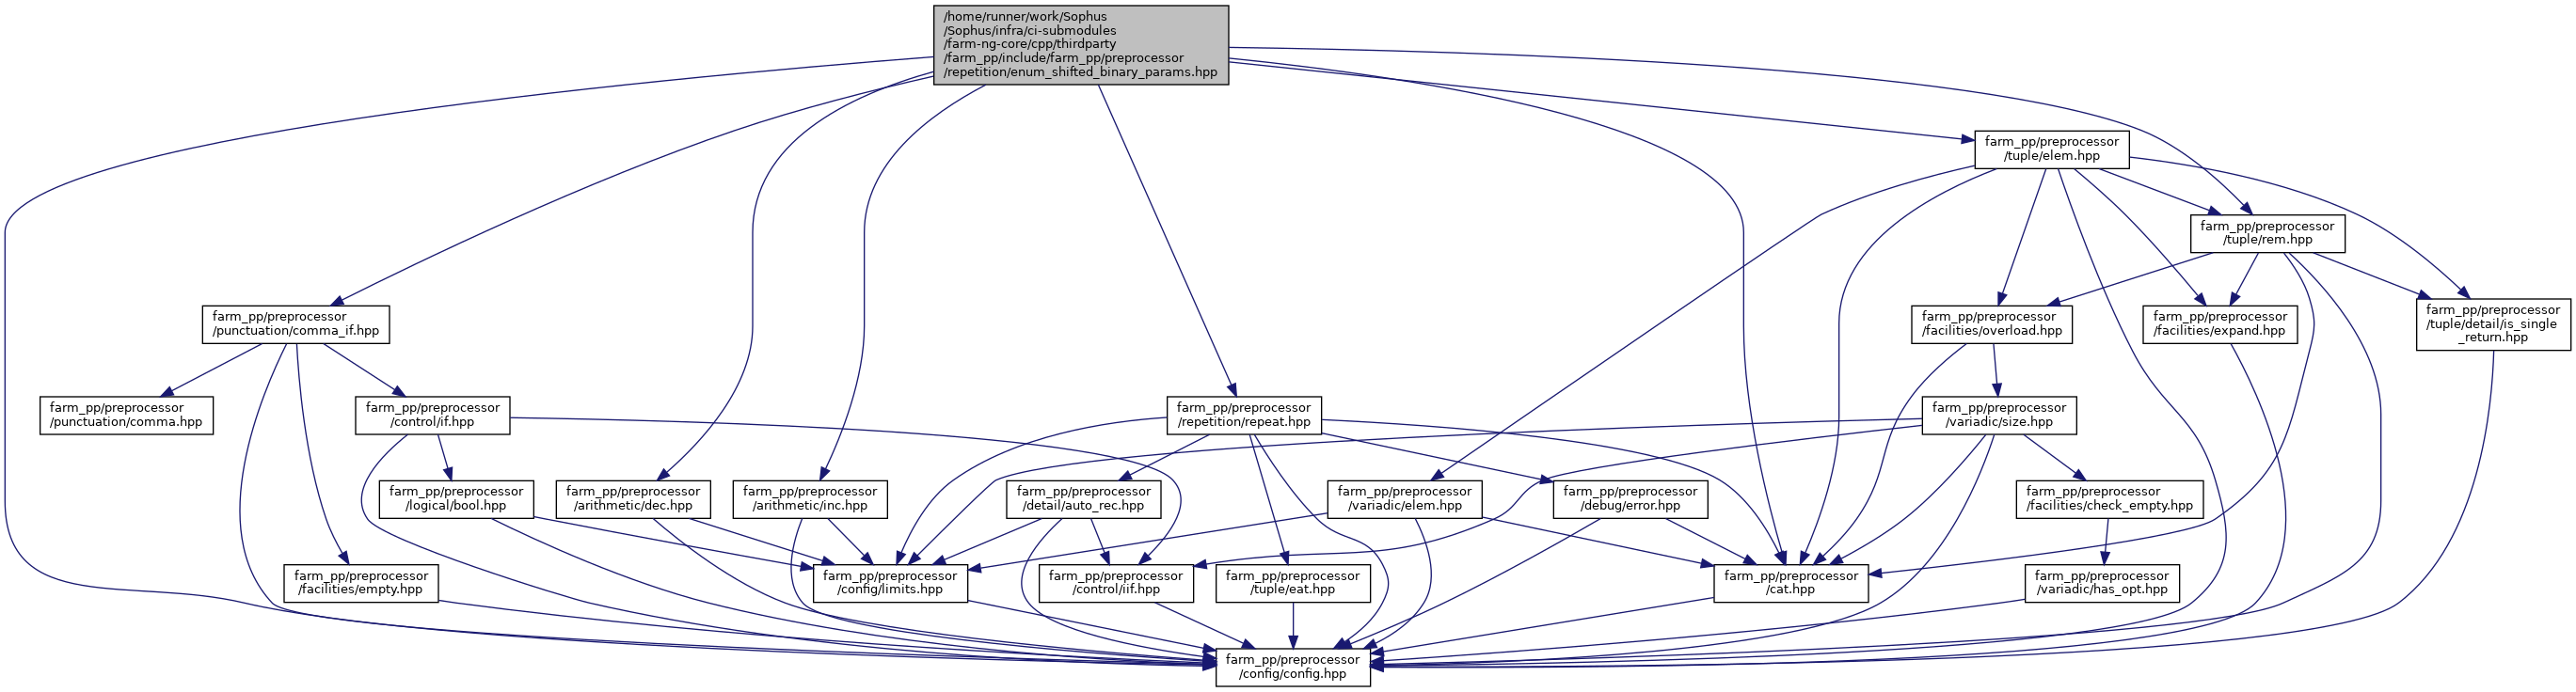 /home/runner/work/Sophus
/Sophus/infra/ci-submodules
/farm-ng-core/cpp/thirdparty
/farm_pp/include/farm_pp/preprocessor
/repetition/enum_shifted_binary_params.hpp
farm_pp/preprocessor
/tuple/elem.hpp
farm_pp/preprocessor
/tuple/rem.hpp
farm_pp/preprocessor
/punctuation/comma_if.hpp
farm_pp/preprocessor
/facilities/overload.hpp
farm_pp/preprocessor
/facilities/expand.hpp
farm_pp/preprocessor
/tuple/detail/is_single
_return.hpp
farm_pp/preprocessor
/punctuation/comma.hpp
farm_pp/preprocessor
/control/if.hpp
farm_pp/preprocessor
/repetition/repeat.hpp
farm_pp/preprocessor
/variadic/size.hpp
farm_pp/preprocessor
/logical/bool.hpp
farm_pp/preprocessor
/arithmetic/dec.hpp
farm_pp/preprocessor
/arithmetic/inc.hpp
farm_pp/preprocessor
/detail/auto_rec.hpp
farm_pp/preprocessor
/variadic/elem.hpp
farm_pp/preprocessor
/debug/error.hpp
farm_pp/preprocessor
/facilities/check_empty.hpp
farm_pp/preprocessor
/facilities/empty.hpp
farm_pp/preprocessor
/config/limits.hpp
farm_pp/preprocessor
/control/iif.hpp
farm_pp/preprocessor
/tuple/eat.hpp
farm_pp/preprocessor
/cat.hpp
farm_pp/preprocessor
/variadic/has_opt.hpp
farm_pp/preprocessor
/config/config.hpp